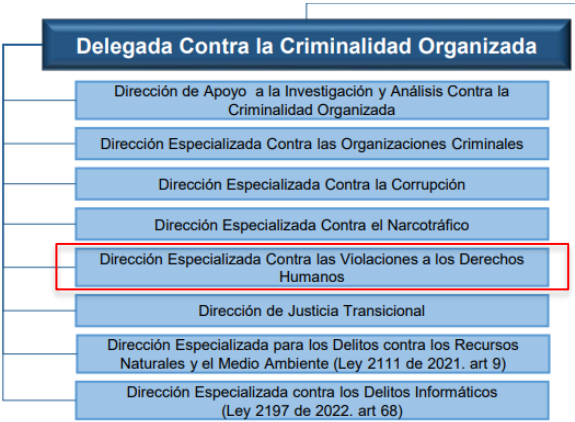 Delegada Contra la Criminalidad Organizada
Dirección de Apoyo a la Investigación y Análisis Contra la
Criminalidad Organizada
Dirección Especializada Contra las Organizaciones Criminales
Dirección Especializada Contra la Corrupción
Dirección Especializada Contra el Narcotráfico
Dirección Especializada Contra las Violaciones a los Derechos
Humanos
Dirección de Justicia Transicional
Dirección Especializada para los Delitos contra los Recursos
Naturales y el Medio Ambiente (Ley 2111 de 2021. art 9)
Dirección Especializada contra los Delitos Informáticos
(Ley 2197 de 2022. art 68)